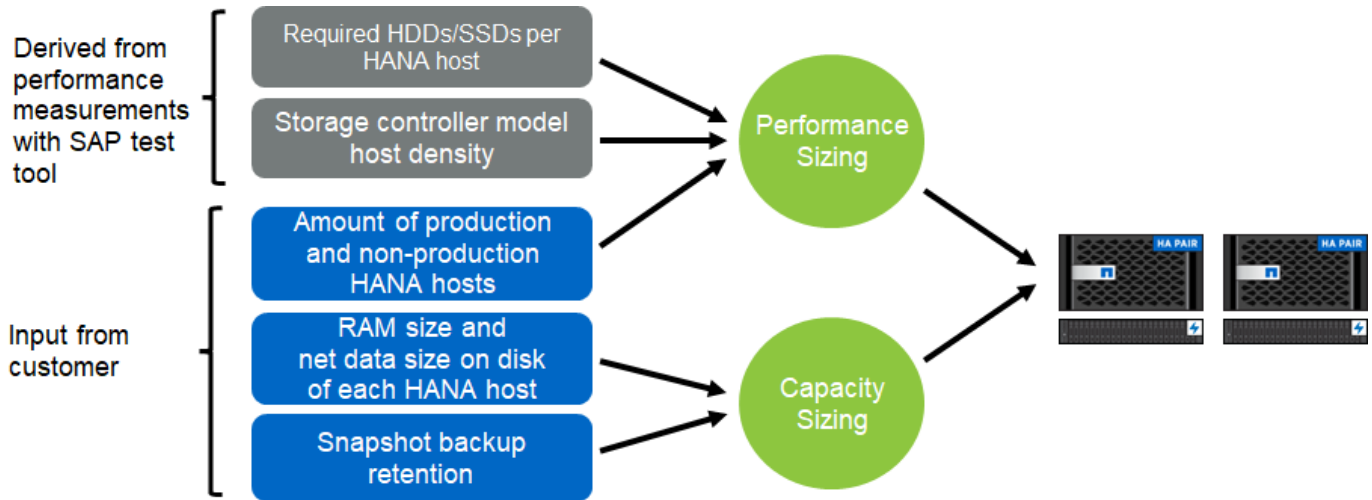 Derived from
performance
measurements
with SAP test
tool
Required HDDs/SSDs per
HANA host
Storage controller model
host density
Performance
Sizing
Amount of production
and non-production
HANA hosts
HA PAIR
HA PAIR
Input from
customer
RAM size and
net data size on disk
of each HANA host
Capacity
Sizing
Snapshot backup
retention